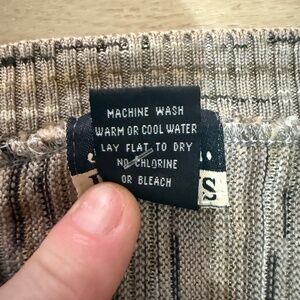 MACHINE WASH
WARM OR COOL WATER
LAY FLAT TO DRY
NO CHLORINE
OR BLEACH
S